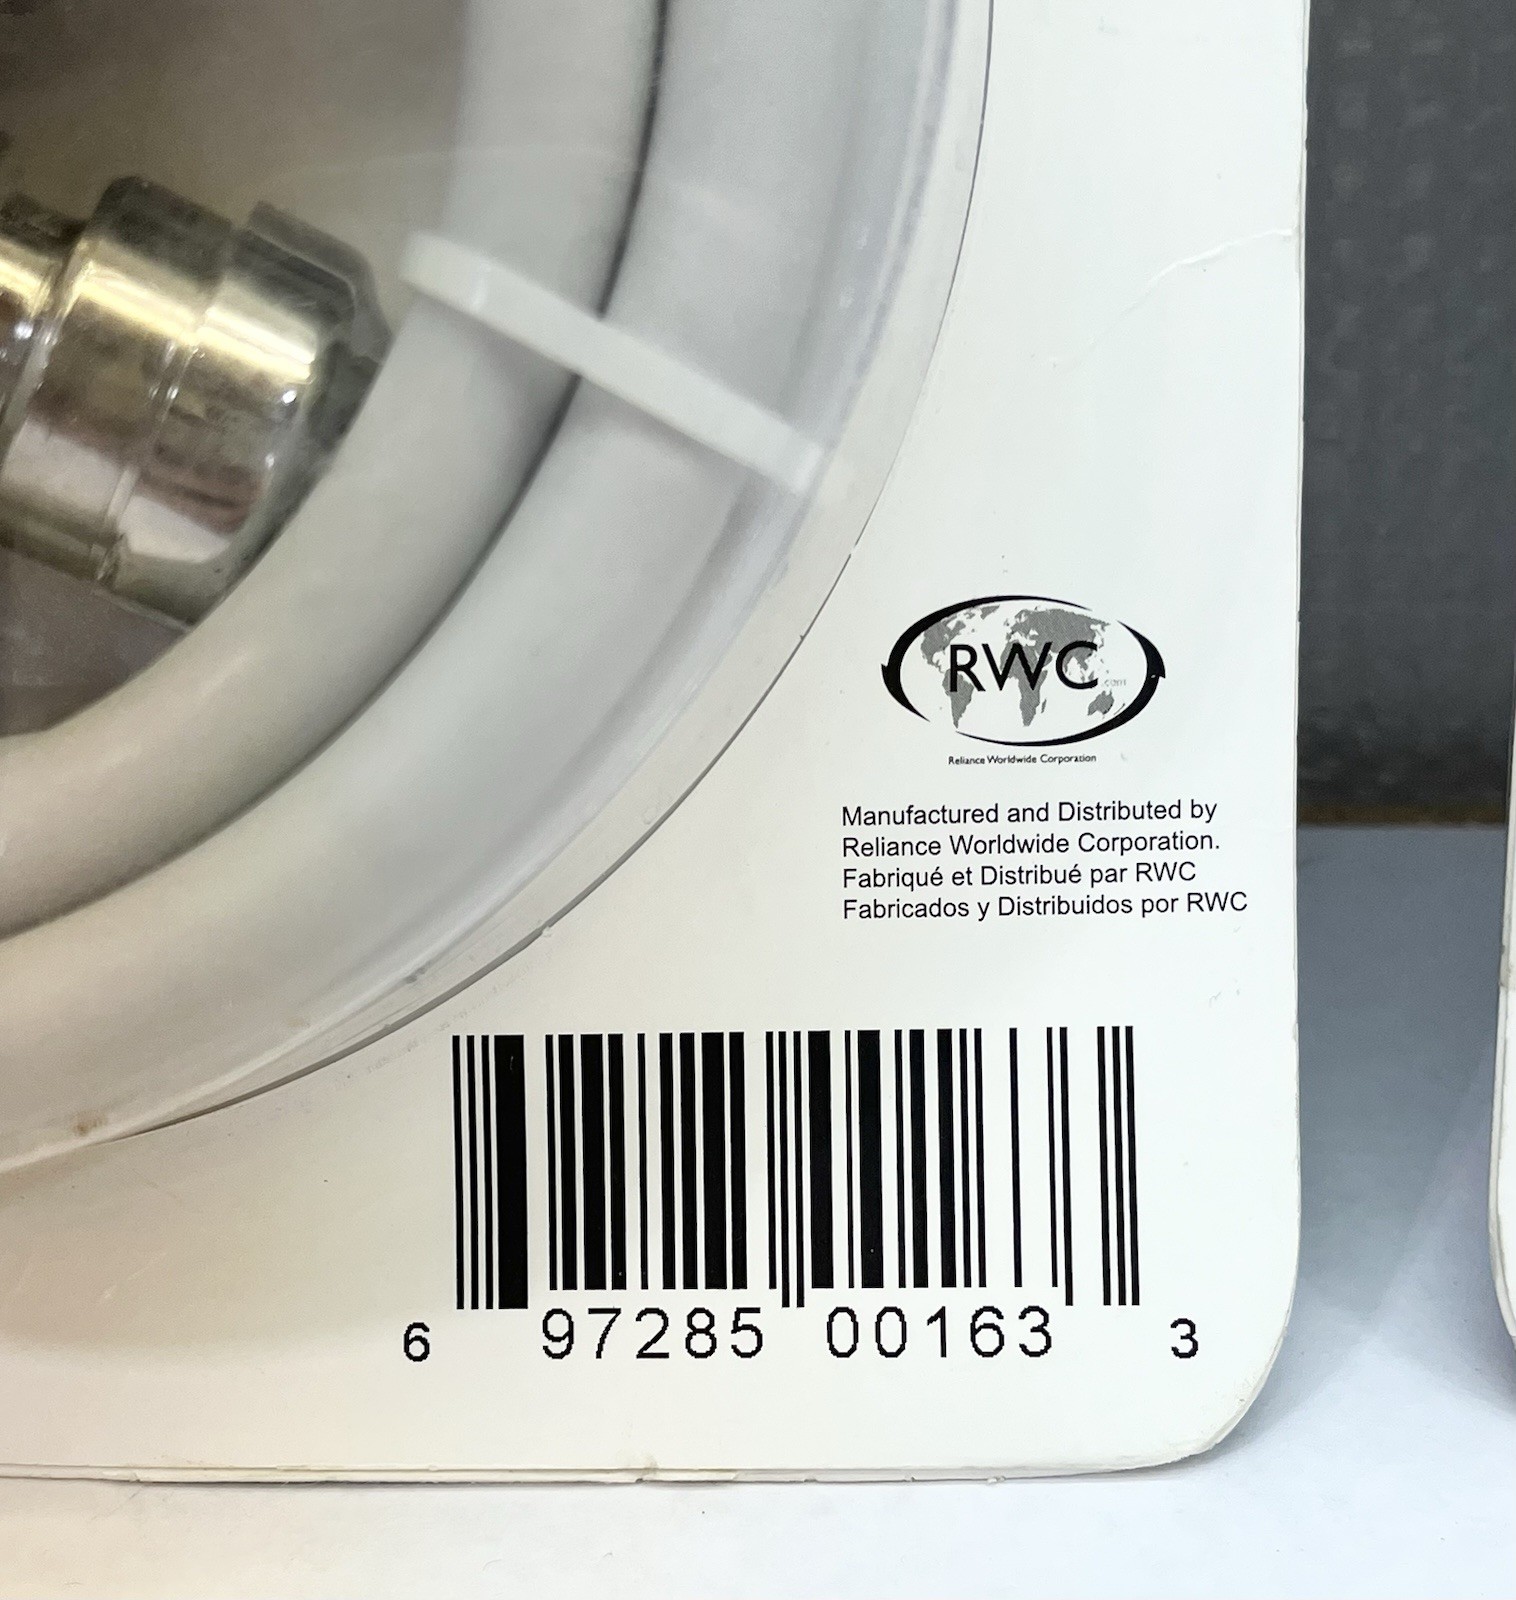 RWC.com
Reliance Worldwide Corporation
Manufactured and Distributed by
Reliance Worldwide Corporation.
Fabriqué et Distribué par RWC
Fabricados y Distribuidos por RWC
6 97285 00163 3